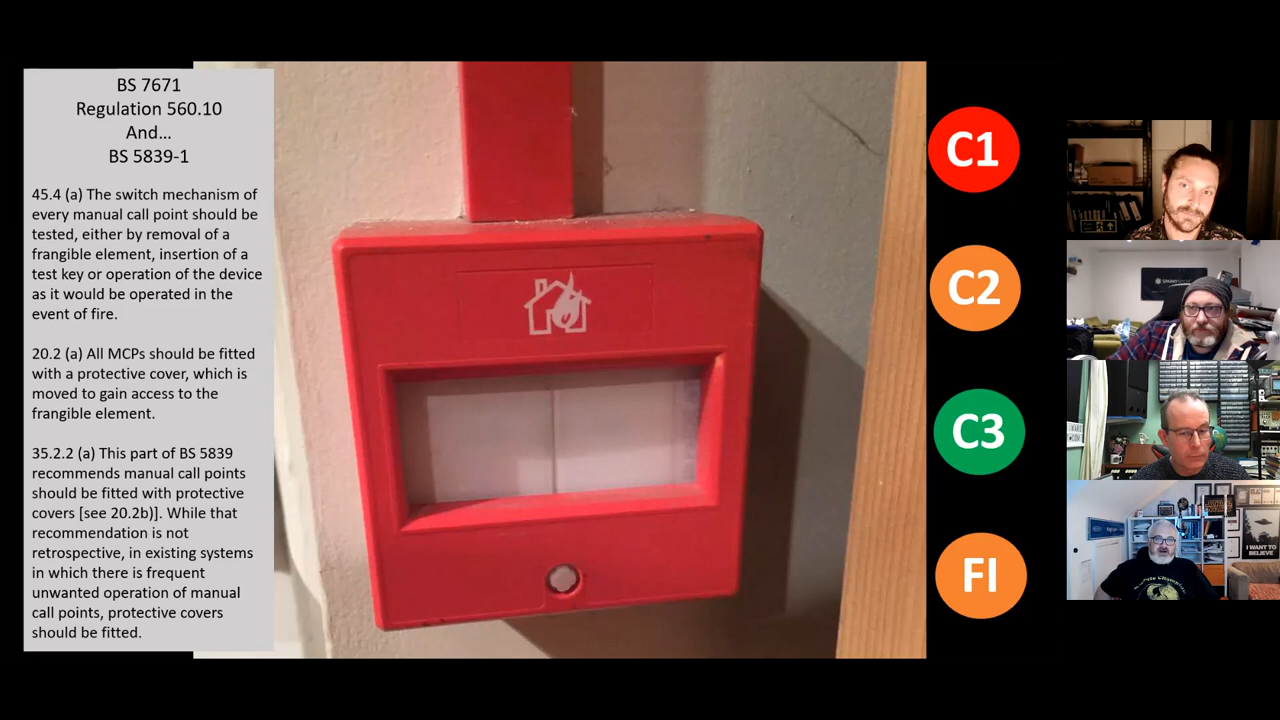 BS 7671
Regulation 560.10
And...
BS 5839-1
45.4 (a) The switch mechanism of
every manual call point should be
tested, either by removal of a
frangible element, insertion of a
test key or operation of the device
as it would be operated in the
event of fire.
20.2 (a) All MCPs should be fitted
with a protective cover, which is
moved to gain access to the
frangible element.
35.2.2 (a) This part of BS 5839
recommends manual call points
should be fitted with protective
covers [see 20.2b)]. While that
recommendation is not
retrospective, in existing systems
in which there is frequent
unwanted operation of manual
call points, protective covers
should be fitted.
C1
C2
C3
FI
I WANT TO
BELIEVE